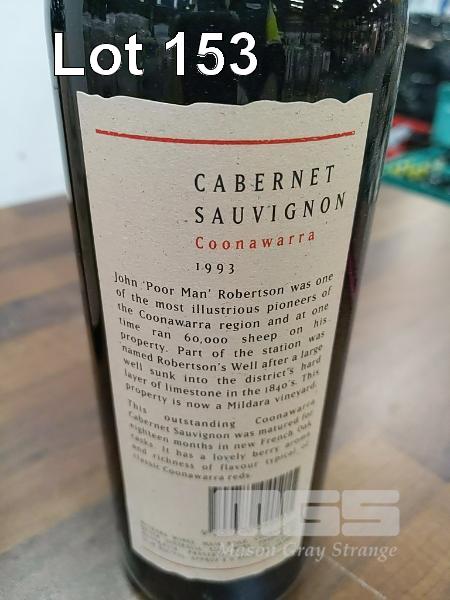 Lot 153
CABERNET
SAUVIGNON
Coonawarra
1993
John 'Poor Man' Robertson was one
of the most illustrious pioneers of
the Coonawarra region and at one
time ran 60,000 sheep on his
property. Part of the station was
named Robertson's Well after a large
well sunk into the district's hard
layer of limestone in the 1840's. This
property is now a Mildara vineyard.
This outstanding Coonawarra
Cabernet Sauvignon was matured for
eighteen months in new French Oak
casks. It has a lovely berry aroma
and richness of flavour typical of
classic Coonawarra reds.
MGS
Mason Gray Strange